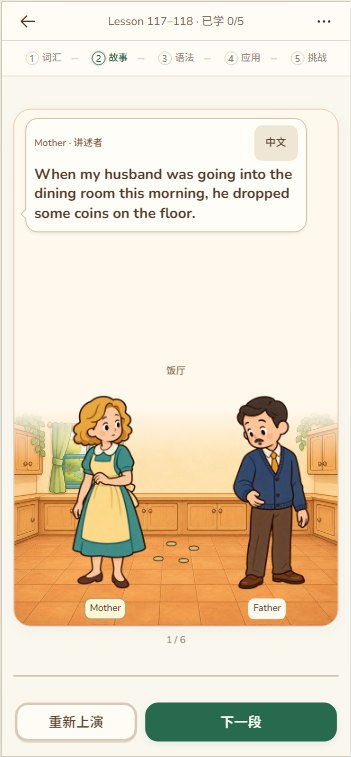 Lesson 117–118 · 已学 0/5
1 词汇 – 2 故事 – 3 语法 – 4 应用 – 5 挑战
Mother · 讲述者
中文
When my husband was going into the
dining room this morning, he dropped
some coins on the floor.
饭厅
Mother
Father
1 / 6
重新上演
下一段